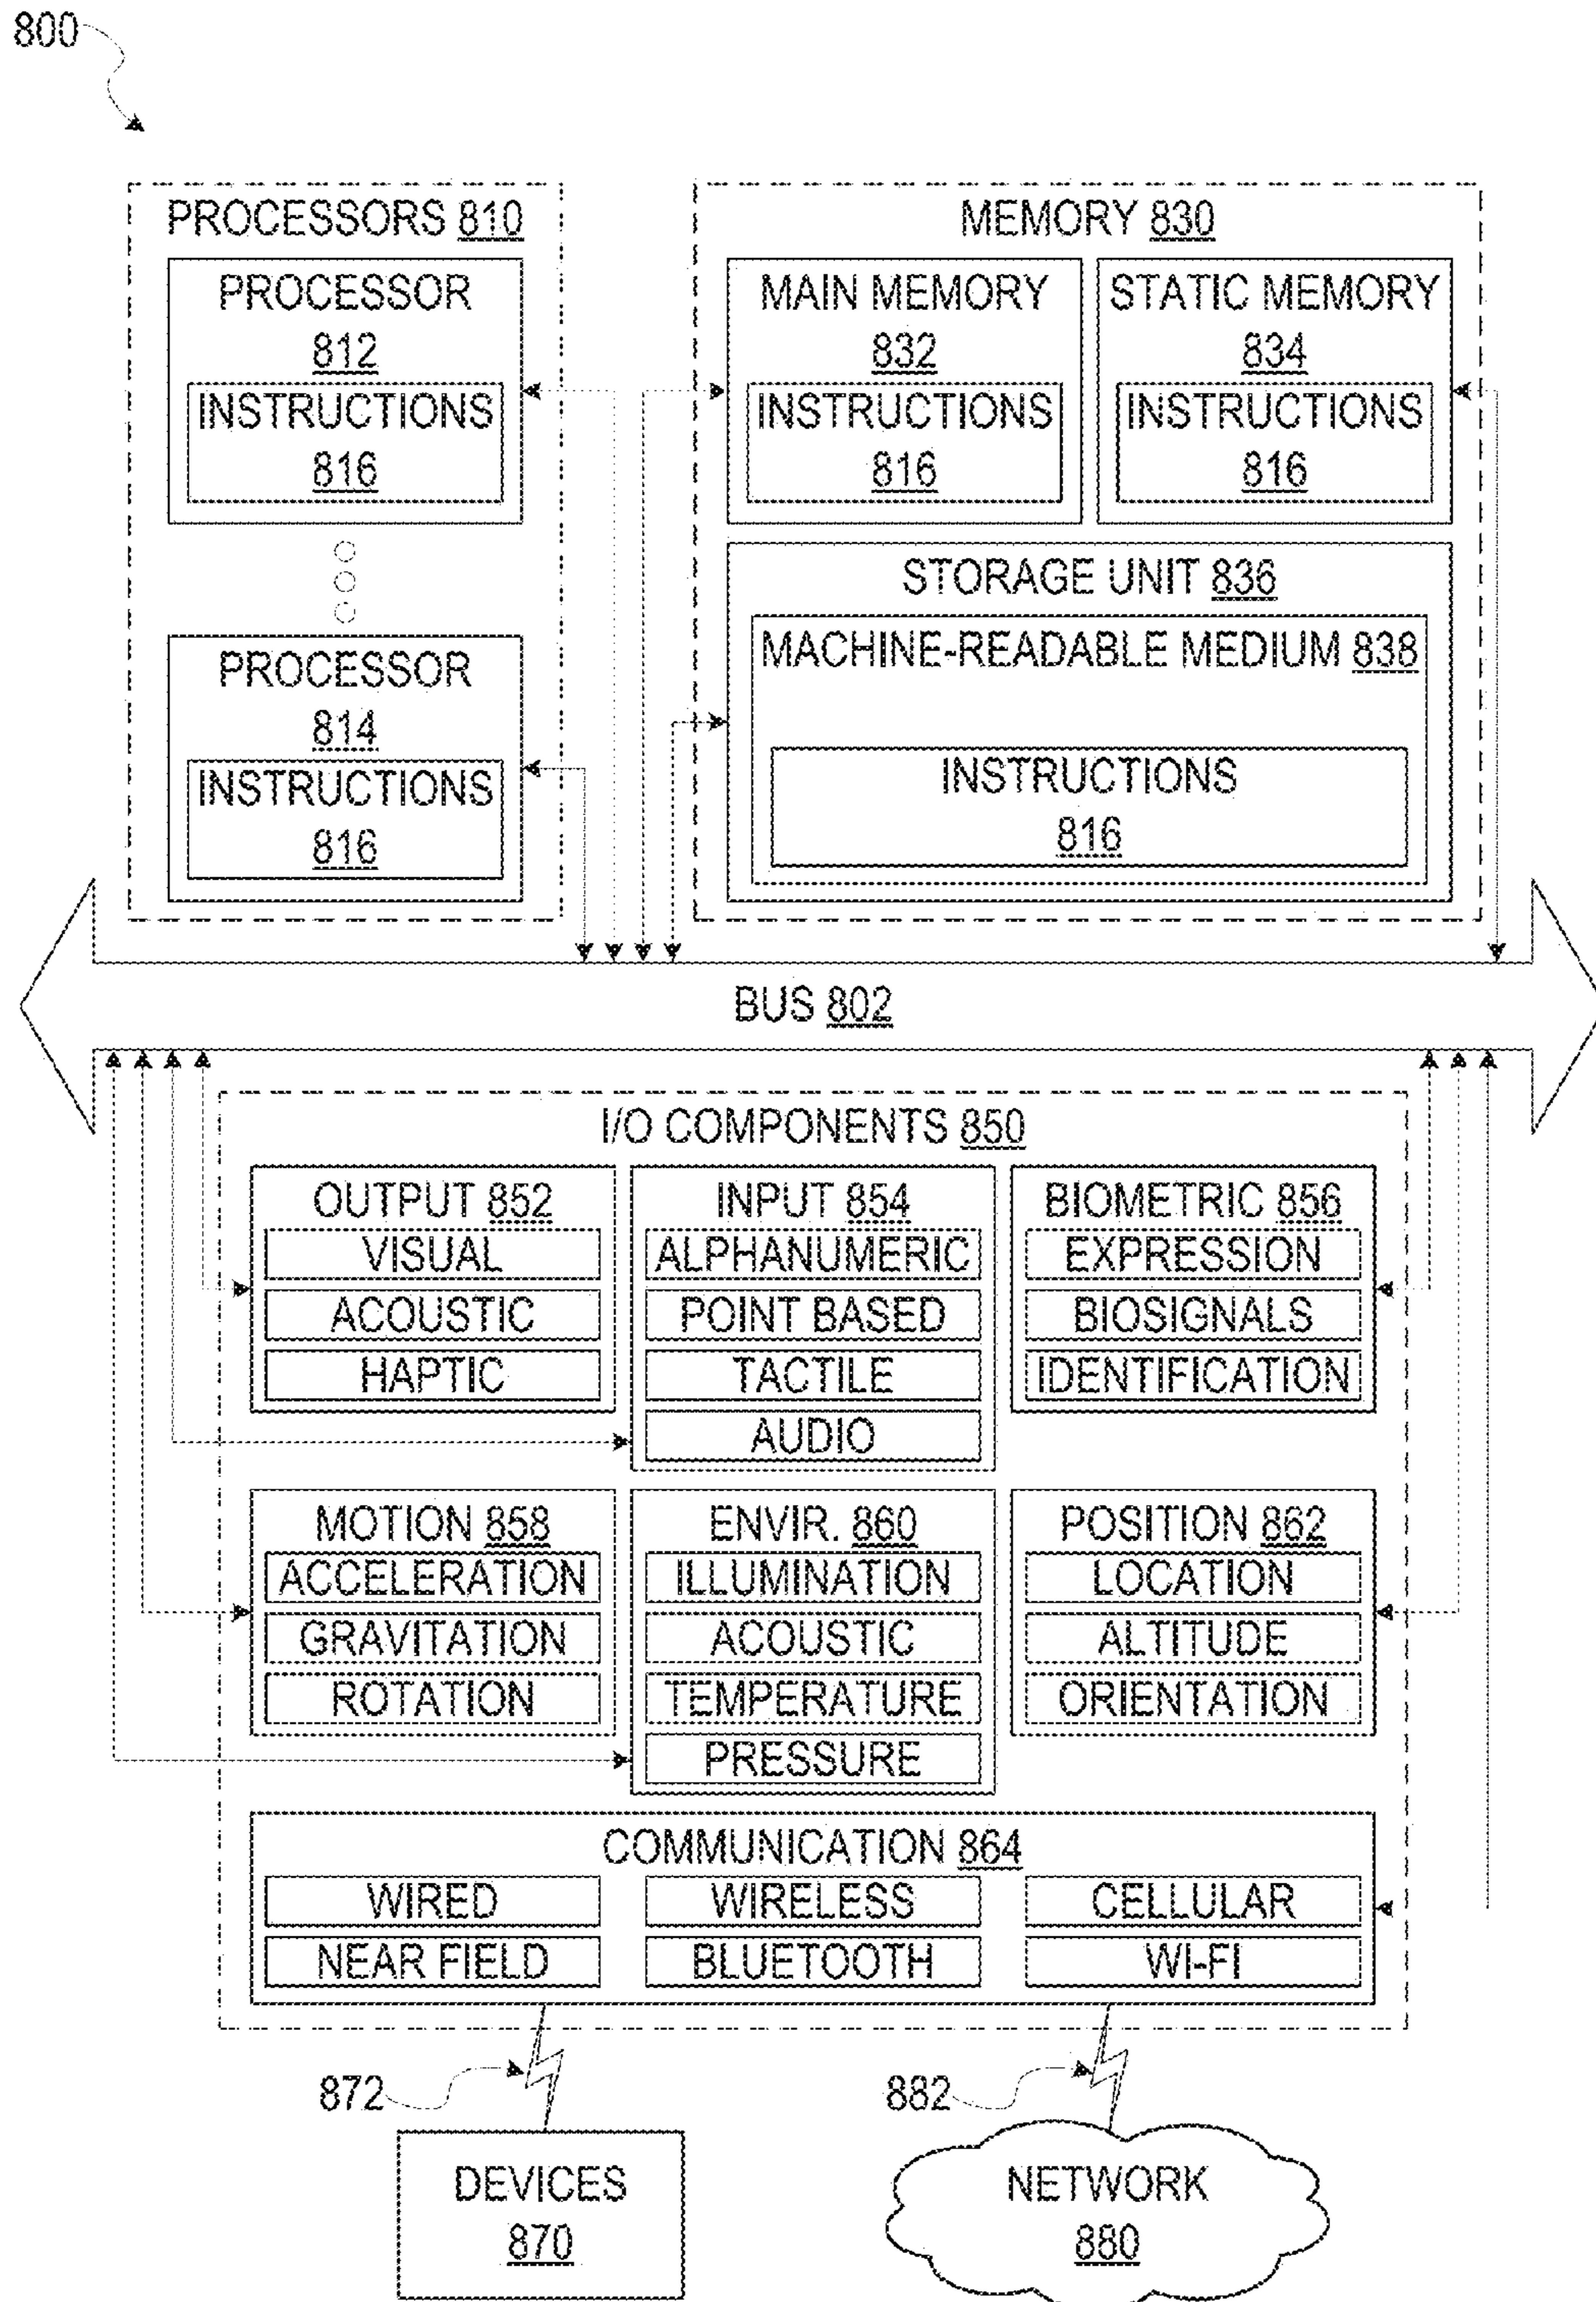 800
PROCESSORS 810
PROCESSOR
812
INSTRUCTIONS
816
PROCESSOR
814
INSTRUCTIONS
816
MEMORY 830
MAIN MEMORY
832
INSTRUCTIONS
816
STATIC MEMORY
834
INSTRUCTIONS
816
STORAGE UNIT 836
MACHINE-READABLE MEDIUM 838
INSTRUCTIONS
816
BUS 802
I/O COMPONENTS 850
OUTPUT 852
VISUAL
ACOUSTIC
HAPTIC
INPUT 854
ALPHANUMERIC
POINT BASED
TACTILE
AUDIO
BIOMETRIC 856
EXPRESSION
BIOSIGNALS
IDENTIFICATION
MOTION 858
ACCELERATION
GRAVITATION
ROTATION
ENVIR. 860
ILLUMINATION
ACOUSTIC
TEMPERATURE
PRESSURE
POSITION 862
LOCATION
ALTITUDE
ORIENTATION
COMMUNICATION 864
WIRED
WIRELESS
CELLULAR
NEAR FIELD
BLUETOOTH
WI-FI
872
882
DEVICES
870
NETWORK
880